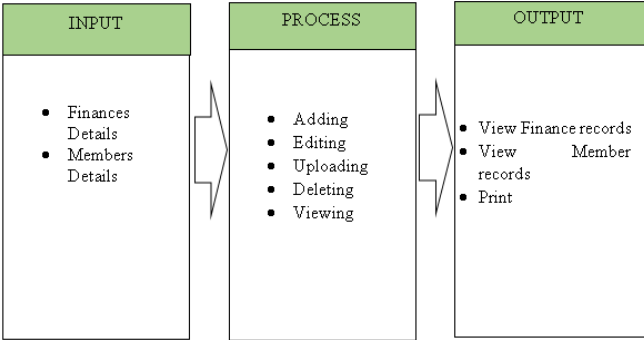 INPUT
Finances
Details
Members
Details
PROCESS
Adding
Editing
Uploading
Deleting
Viewing
OUTPUT
View Finance records
View Member
records
Print